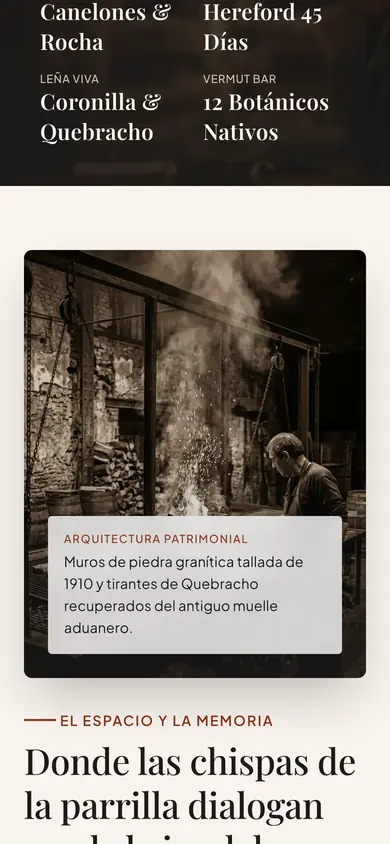 Canelones &
Rocha
Hereford 45
Días
LEÑA VIVA
Coronilla &
Quebracho
VERMUT BAR
12 Botánicos
Nativos
ARQUITECTURA PATRIMONIAL
Muros de piedra granítica tallada de
1910 y tirantes de Quebracho
recuperados del antiguo muelle
aduanero.
EL ESPACIO Y LA MEMORIA
Donde las chispas de
la parrilla dialogan